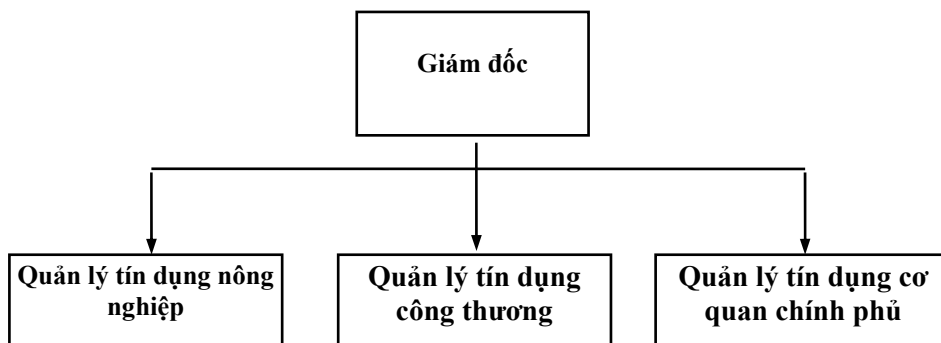 Giám đốc
Quản lý tín dụng nông
nghiệp
Quản lý tín dụng
công thương
Quản lý tín dụng cơ
quan chính phủ